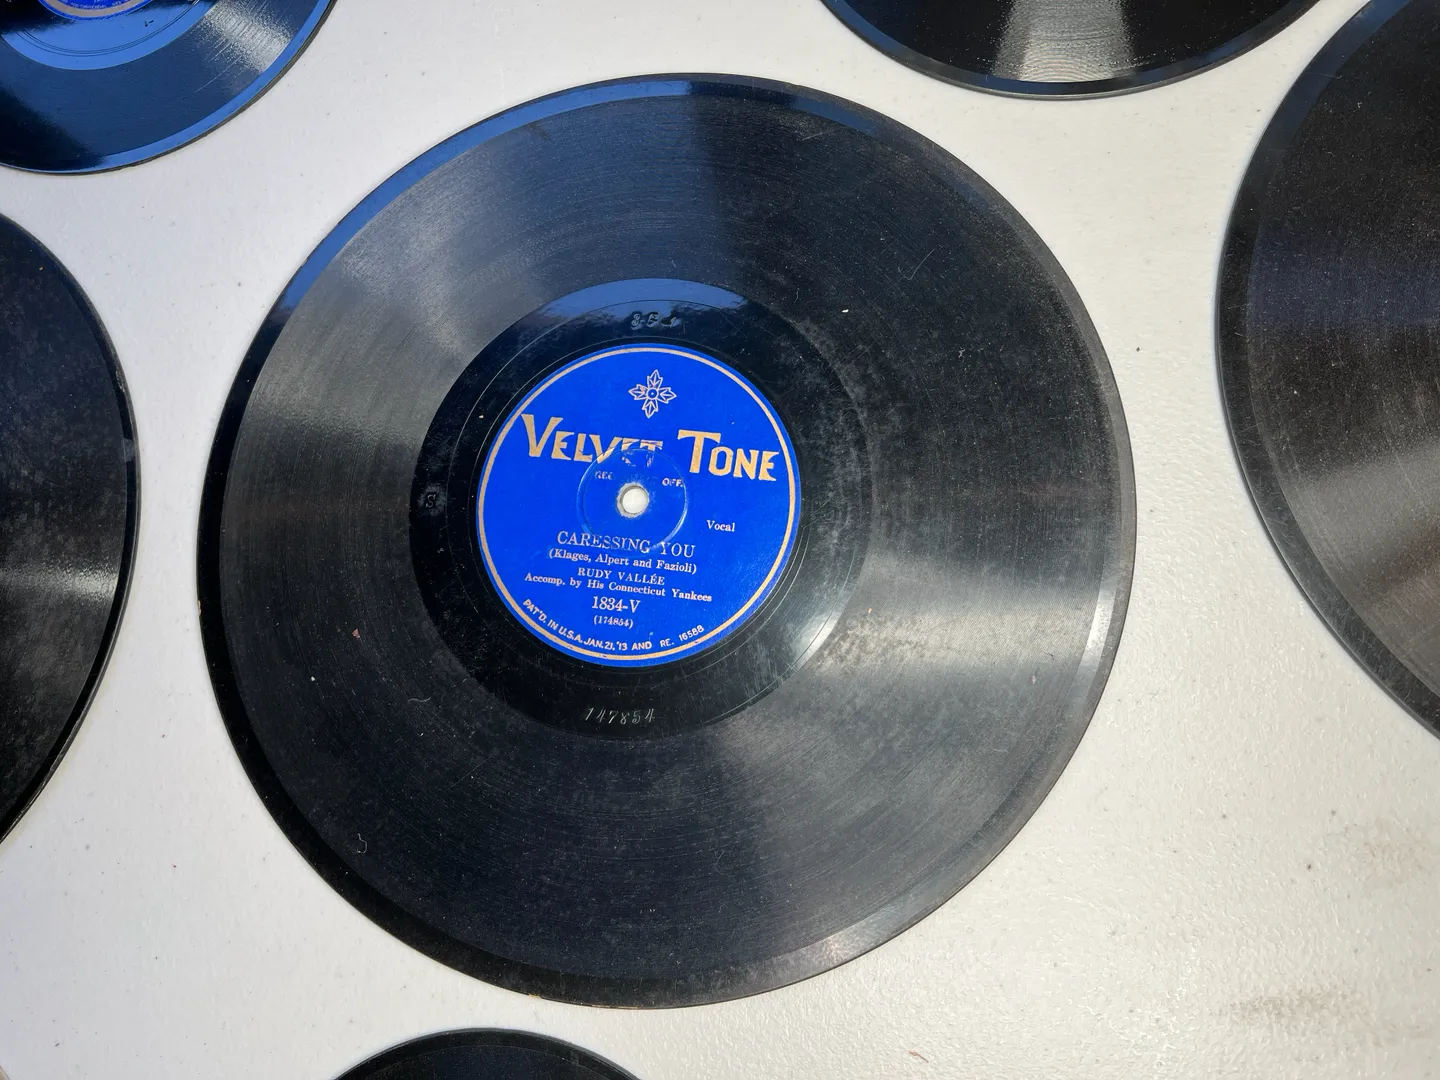 VELVET TONE
REG. OFF.
Vocal
CARESSING YOU
(Klages, Alpert and Fazioli)
RUDY VALLÉE
Accomp. by His Connecticut Yankees
1834-V
(174854)
PAT'D. IN U.S.A. JAN. 21, '13 AND RE. 16588
S
147854